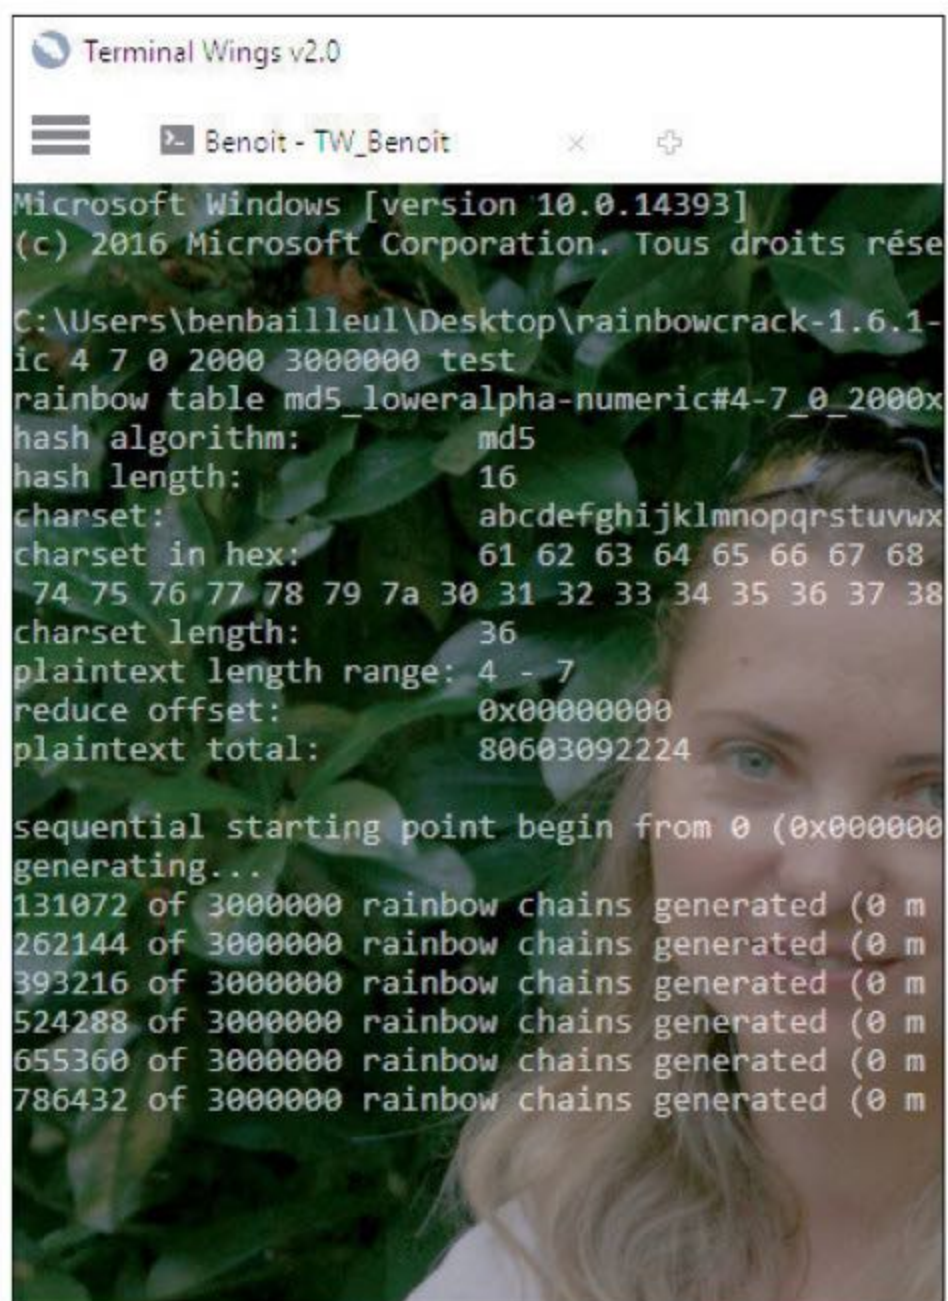 Terminal Wings v2.0
Benoit - TW_Benoit
Microsoft Windows [version 10.0.14393]
(c) 2016 Microsoft Corporation. Tous droits rése
C:\Users\benbailleul\Desktop\rainbowcrack-1.6.1-
ic 4 7 0 2000 3000000 test
rainbow table md5_loweralpha-numeric#4-7_0_2000x
hash algorithm: md5
hash length: 16
charset: abcdefghijklmnopqrstuvwx
charset in hex: 61 62 63 64 65 66 67 68
74 75 76 77 78 79 7a 30 31 32 33 34 35 36 37 38
charset length: 36
plaintext length range: 4 - 7
reduce offset: 0x00000000
plaintext total: 80603092224
sequential starting point begin from 0 (0x000000
generating...
131072 of 3000000 rainbow chains generated (0 m
262144 of 3000000 rainbow chains generated (0 m
393216 of 3000000 rainbow chains generated (0 m
524288 of 3000000 rainbow chains generated (0 m
655360 of 3000000 rainbow chains generated (0 m
786432 of 3000000 rainbow chains generated (0 m